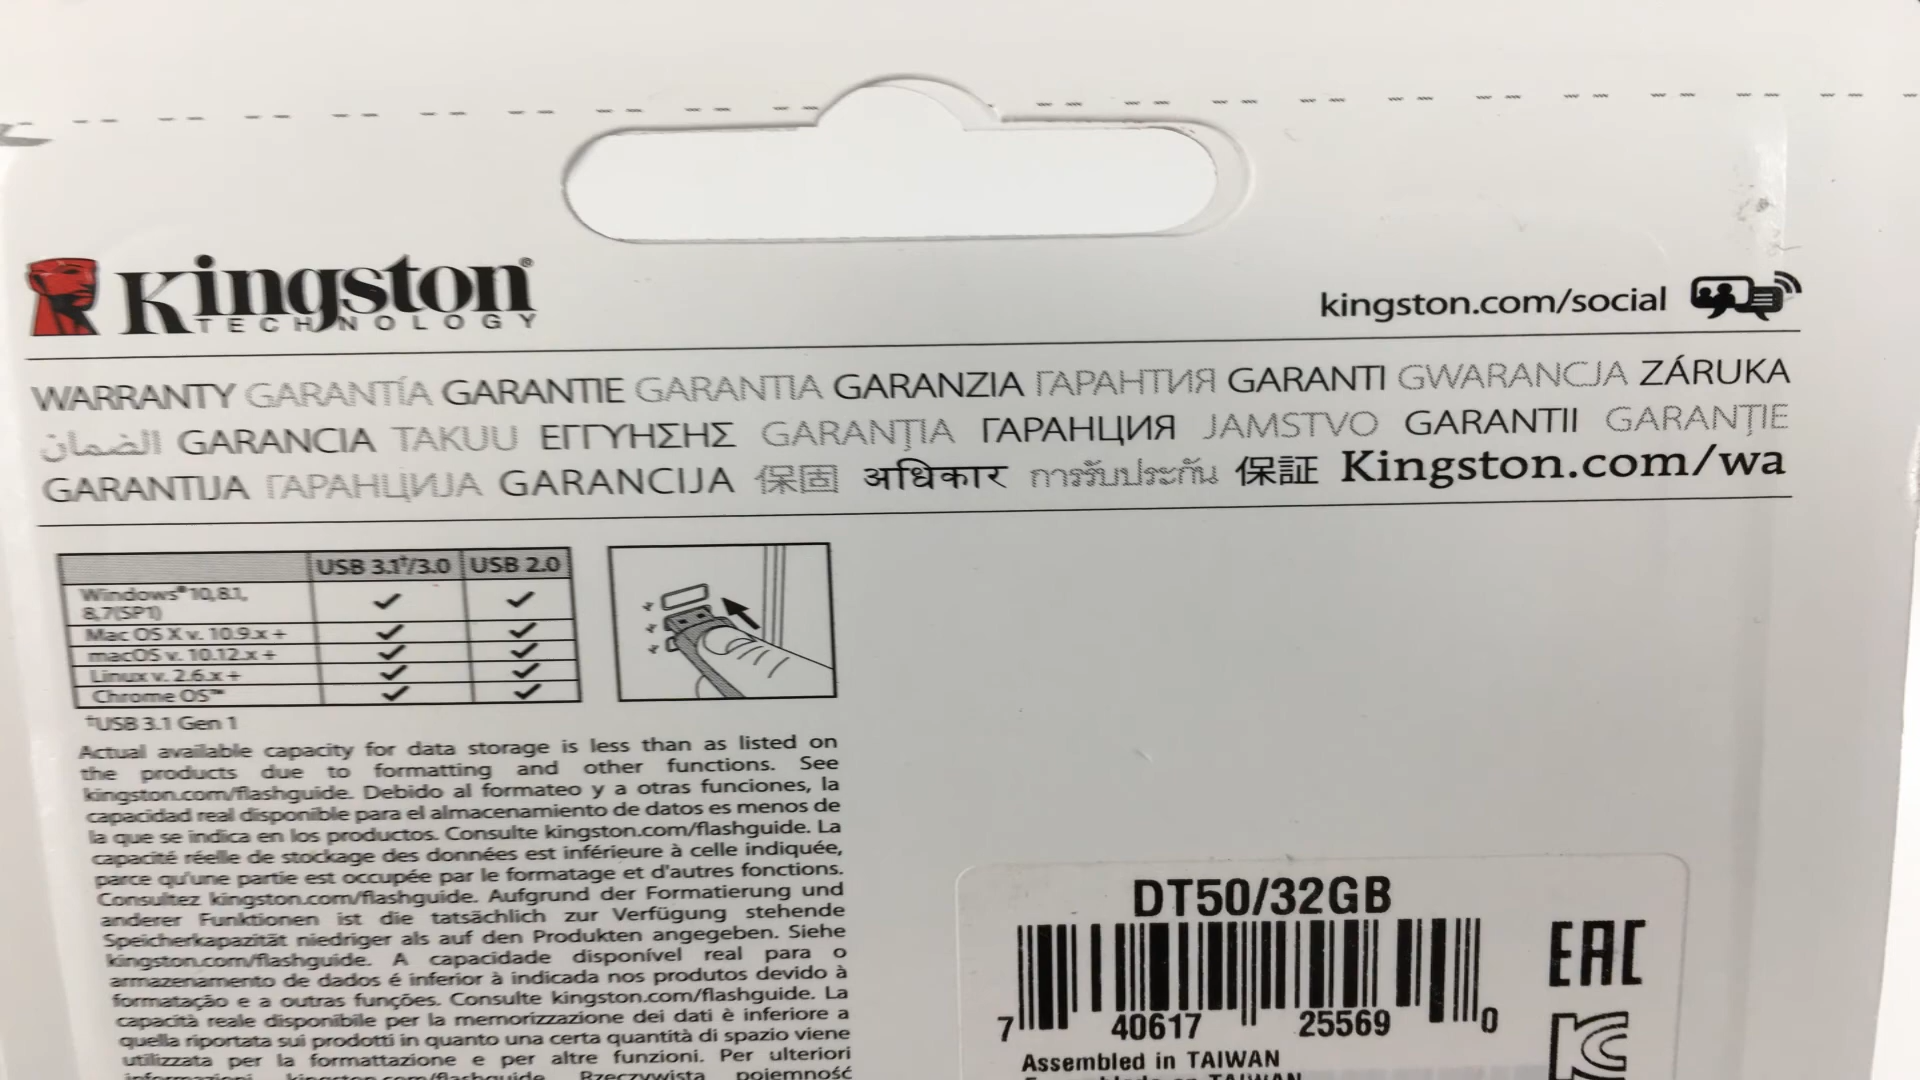 Kingston®
TECHNOLOGY
kingston.com/social
WARRANTY GARANTÍA GARANTIE GARANTIA GARANZIA ГАРАНТИЯ GARANTI GWARANCJA ZÁRUKA
الضمان GARANCIA TAKUU ΕΓΓΥΗΣΗΣ GARANŢIA ГАРАНЦИЯ JAMSTVO GARANTII GARANŢIE
GARANTIJA ГАРАНЦИЈА GARANCIJA 保固 अधिकार การรับประกัน 保証 Kingston.com/wa
USB 3.1†/3.0 USB 2.0
Windows® 10, 8.1,
8, 7(SP1) ✓ ✓
Mac OS X v. 10.9.x + ✓ ✓
macOS v. 10.12.x + ✓ ✓
Linux v. 2.6.x + ✓ ✓
Chrome OS™ ✓ ✓
†USB 3.1 Gen 1
Actual available capacity for data storage is less than as listed on
the products due to formatting and other functions. See
kingston.com/flashguide. Debido al formateo y a otras funciones, la
capacidad real disponible para el almacenamiento de datos es menos de
la que se indica en los productos. Consulte kingston.com/flashguide. La
capacité réelle de stockage des données est inférieure à celle indiquée,
parce qu'une partie est occupée par le formatage et d'autres fonctions.
Consultez kingston.com/flashguide. Aufgrund der Formatierung und
anderer Funktionen ist die tatsächlich zur Verfügung stehende
Speicherkapazität niedriger als auf den Produkten angegeben. Siehe
kingston.com/flashguide. A capacidade disponível real para o
armazenamento de dados é inferior à indicada nos produtos devido à
formatação e a outras funções. Consulte kingston.com/flashguide. La
capacità reale disponibile per la memorizzazione dei dati è inferiore a
quella riportata sui prodotti in quanto una certa quantità di spazio viene
utilizzata per la formattazione e per altre funzioni. Per ulteriori
informazioni kingston.com/flashguide Rzeczywista pojemność
DT50/32GB
7 40617 25569 0
EAC
Assembled in TAIWAN
TAIWAN